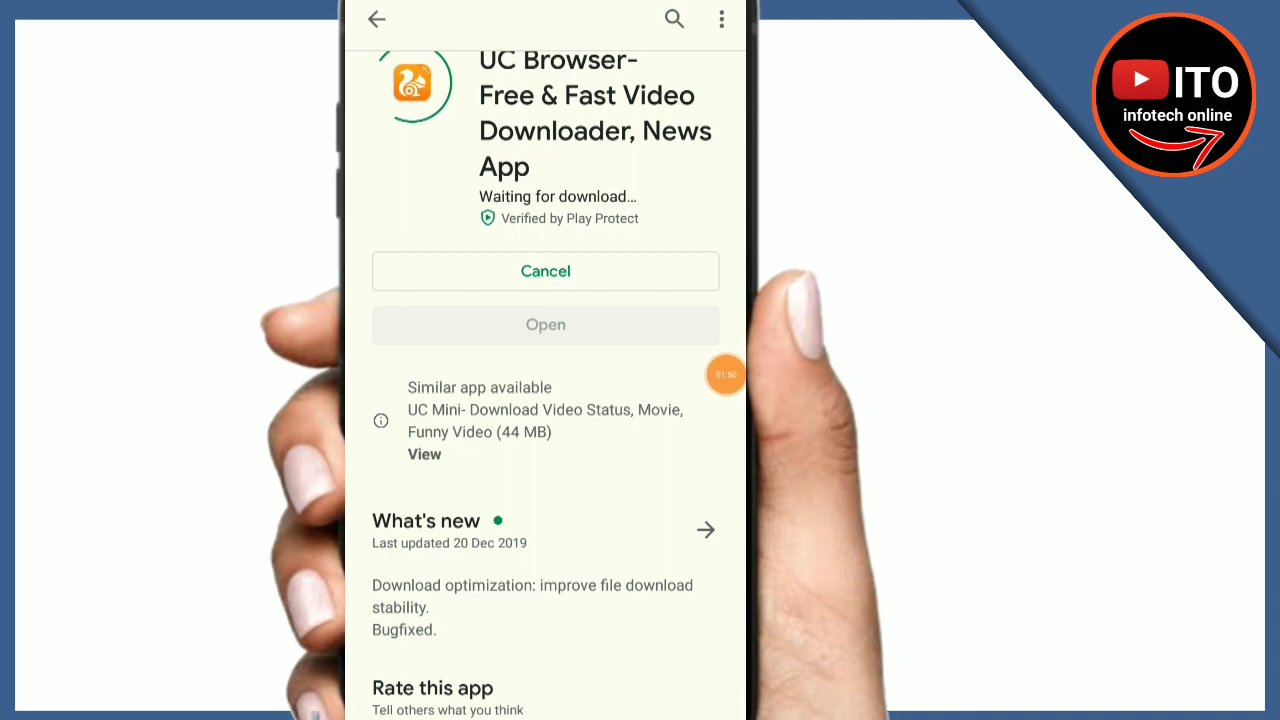 UC Browser-
Free & Fast Video
Downloader, News
App
Waiting for download...
Verified by Play Protect
Cancel
Open
Similar app available
UC Mini- Download Video Status, Movie,
Funny Video (44 MB)
View
What's new
Last updated 20 Dec 2019
Download optimization: improve file download
stability.
Bugfixed.
Rate this app
Tell others what you think
01:50
ITO
infotech online